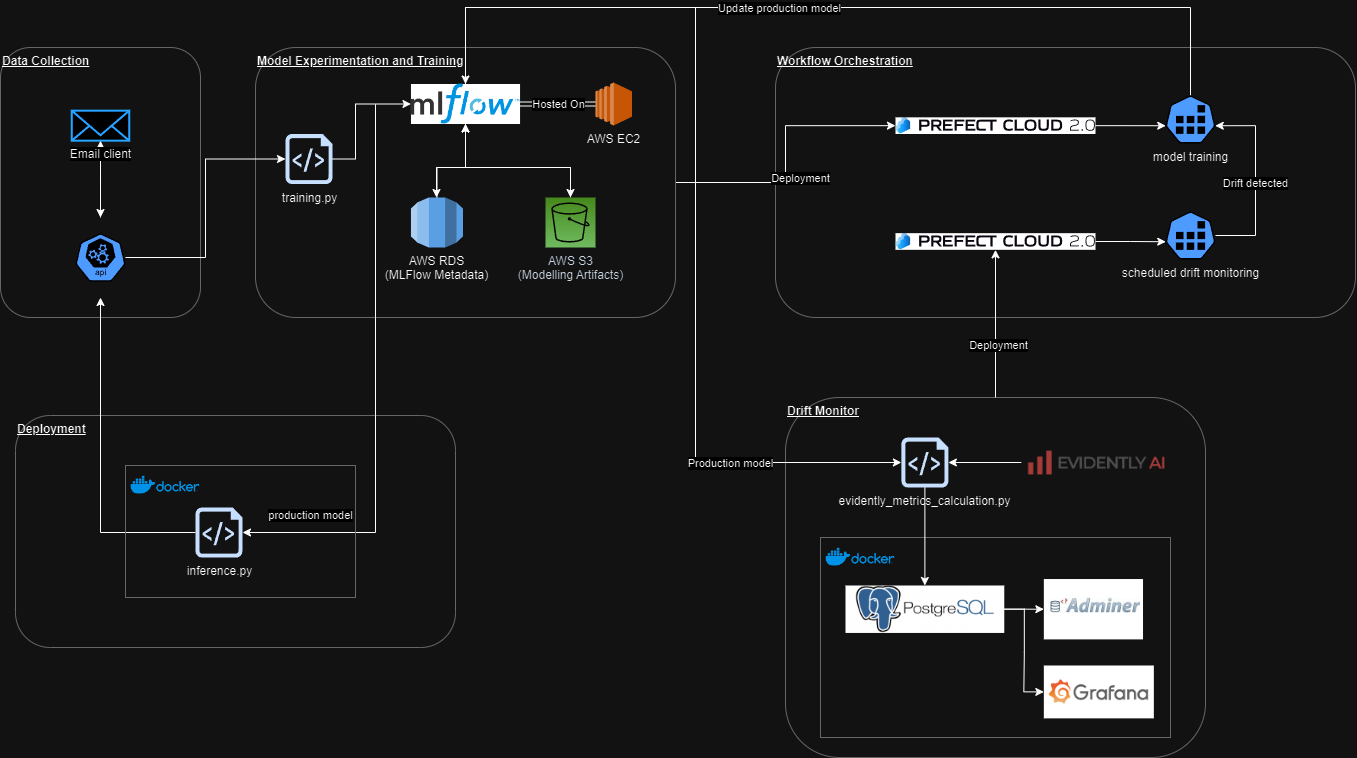 Update production model
Data Collection
Email client
api
Model Experimentation and Training
training.py
mlflow
Hosted On
AWS EC2
AWS RDS
(MLFlow Metadata)
AWS S3
(Modelling Artifacts)
Workflow Orchestration
Deployment
PREFECT CLOUD 2.0
model training
Drift detected
PREFECT CLOUD 2.0
scheduled drift monitoring
Deployment
Deployment
docker
production model
inference.py
Drift Monitor
Production model
EVIDENTLY AI
evidently_metrics_calculation.py
docker
PostgreSQL
Adminer
Grafana